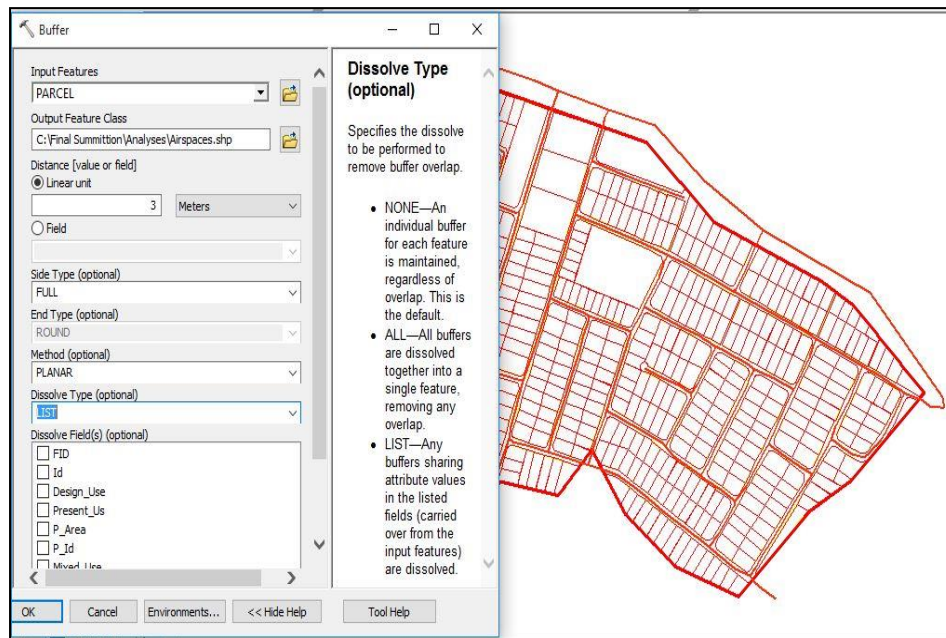 Buffer
Input Features
PARCEL
Output Feature Class
C:\Final Summittion\Analyses\Airspaces.shp
Distance [value or field]
Linear unit
3
Meters
Field
Side Type (optional)
FULL
End Type (optional)
ROUND
Method (optional)
PLANAR
Dissolve Type (optional)
LIST
Dissolve Field(s) (optional)
FID
Id
Design_Use
Present_Us
P_Area
P_Id
Mixed_Use
OK
Cancel
Environments...
<< Hide Help
Tool Help
Dissolve Type
(optional)
Specifies the dissolve
to be performed to
remove buffer overlap.
• NONE—An
individual buffer
for each feature
is maintained,
regardless of
overlap. This is
the default.
• ALL—All buffers
are dissolved
together into a
single feature,
removing any
overlap.
• LIST—Any
buffers sharing
attribute values
in the listed
fields (carried
over from the
input features)
are dissolved.